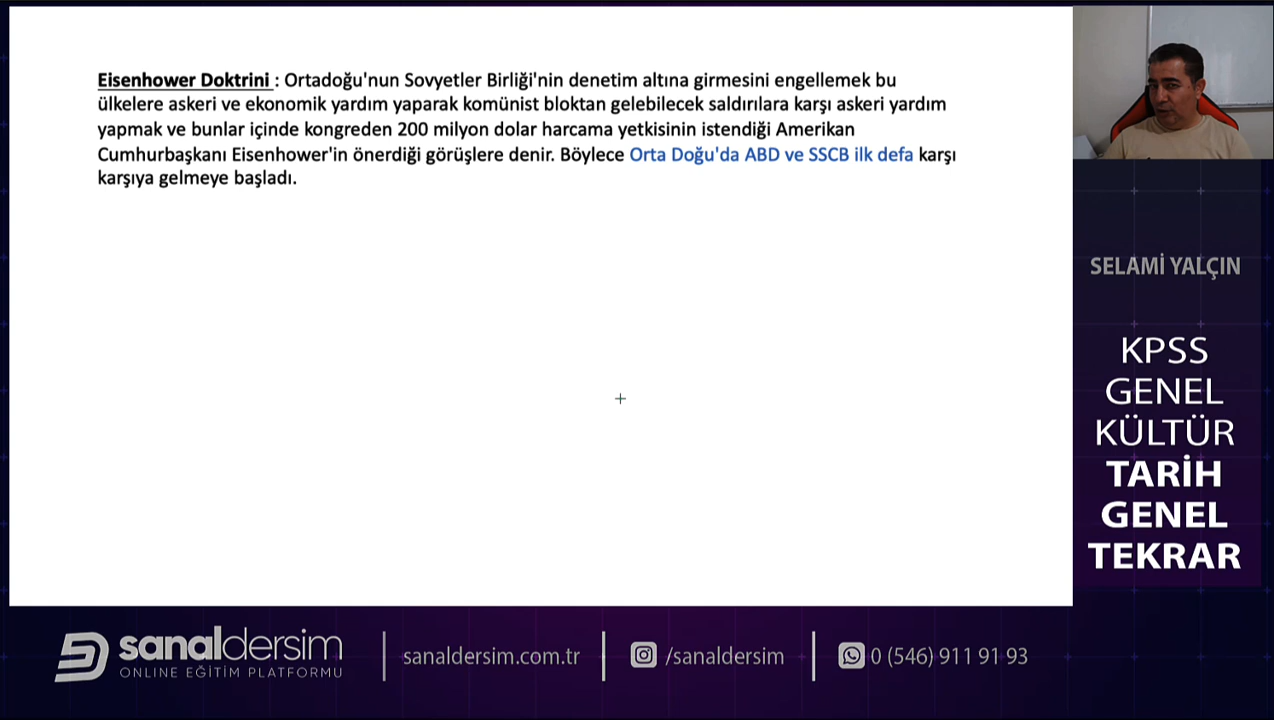 Eisenhower Doktrini : Ortadoğu'nun Sovyetler Birliği'nin denetim altına girmesini engellemek bu
ülkelere askeri ve ekonomik yardım yaparak komünist bloktan gelebilecek saldırılara karşı askeri yardım
yapmak ve bunlar içinde kongreden 200 milyon dolar harcama yetkisinin istendiği Amerikan
Cumhurbaşkanı Eisenhower'in önerdiği görüşlere denir. Böylece Orta Doğu'da ABD ve SSCB ilk defa karşı
karşıya gelmeye başladı.
SELAMİ YALÇIN
KPSS
GENEL
KÜLTÜR
TARİH
GENEL
TEKRAR
sanaldersim
ONLINE EĞİTİM PLATFORMU
sanaldersim.com.tr
/sanaldersim
0 (546) 911 91 93